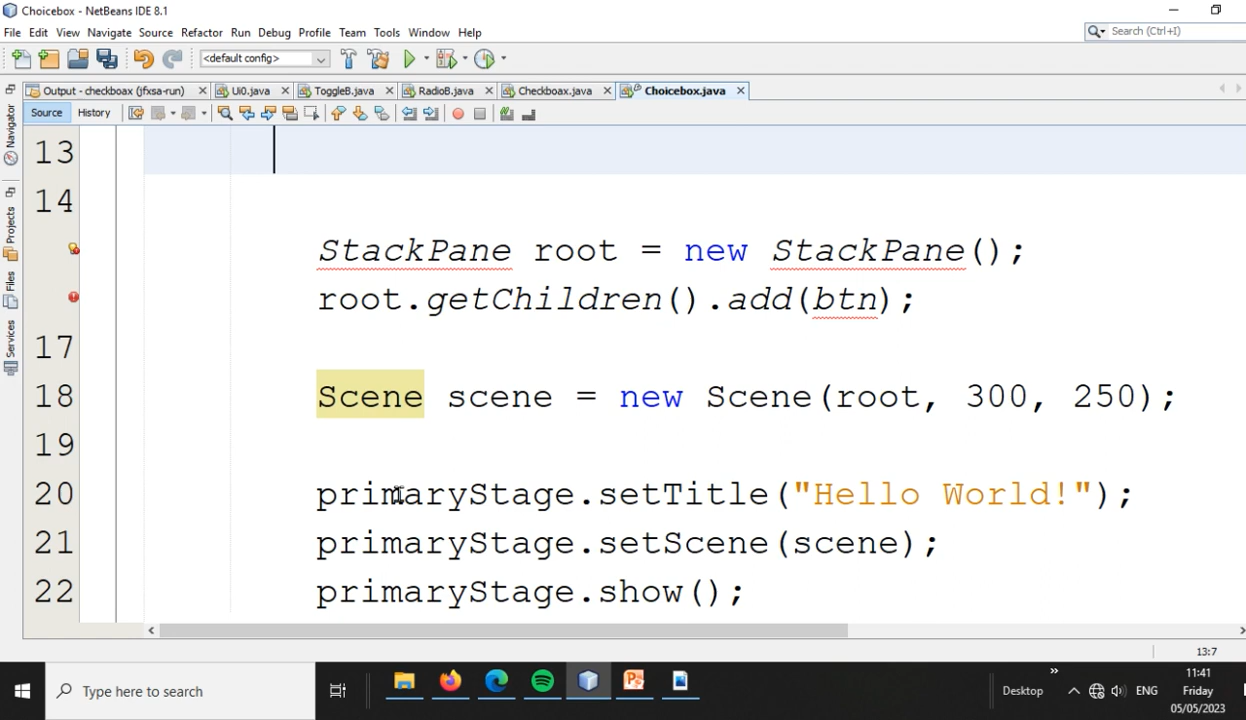 Choicebox - NetBeans IDE 8.1
File Edit View Navigate Source Refactor Run Debug Profile Team Tools Window Help
Search (Ctrl+I)
<default config>
Output - checkboax (jfxsa-run) Ui0.java ToggleB.java RadioB.java Checkboax.java Choicebox.java
Source History
Navigator
Projects
Files
Services
13
14
StackPane root = new StackPane();
root.getChildren().add(btn);
17
18 Scene scene = new Scene(root, 300, 250);
19
20 primaryStage.setTitle("Hello World!");
21 primaryStage.setScene(scene);
22 primaryStage.show();
13:7
Type here to search
Desktop
ENG
11:41
Friday
05/05/2023